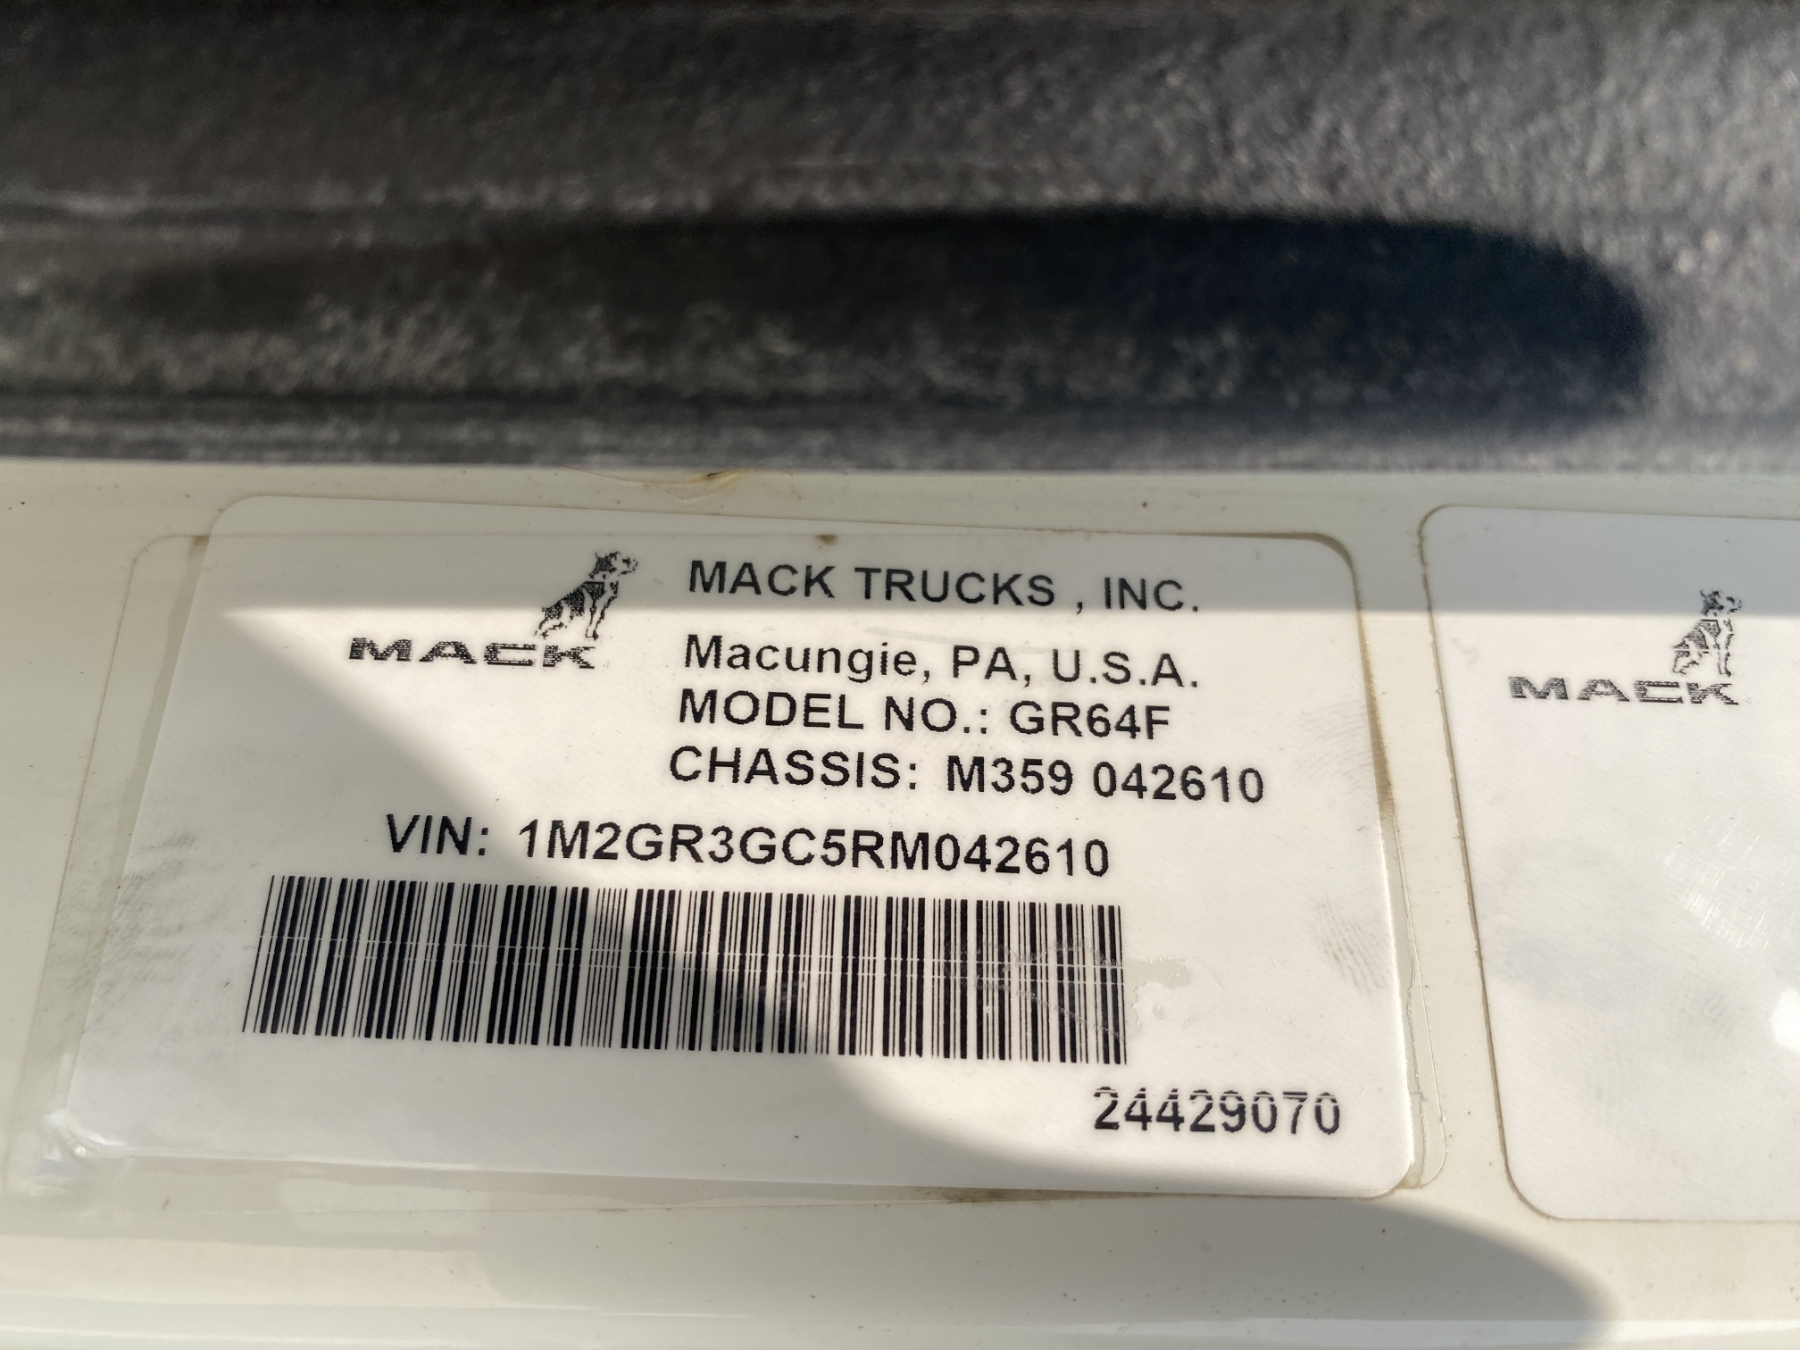 MACK
MACK TRUCKS , INC.
Macungie, PA, U.S.A.
MODEL NO.: GR64F
CHASSIS: M359 042610
VIN: 1M2GR3GC5RM042610
24429070
MACK